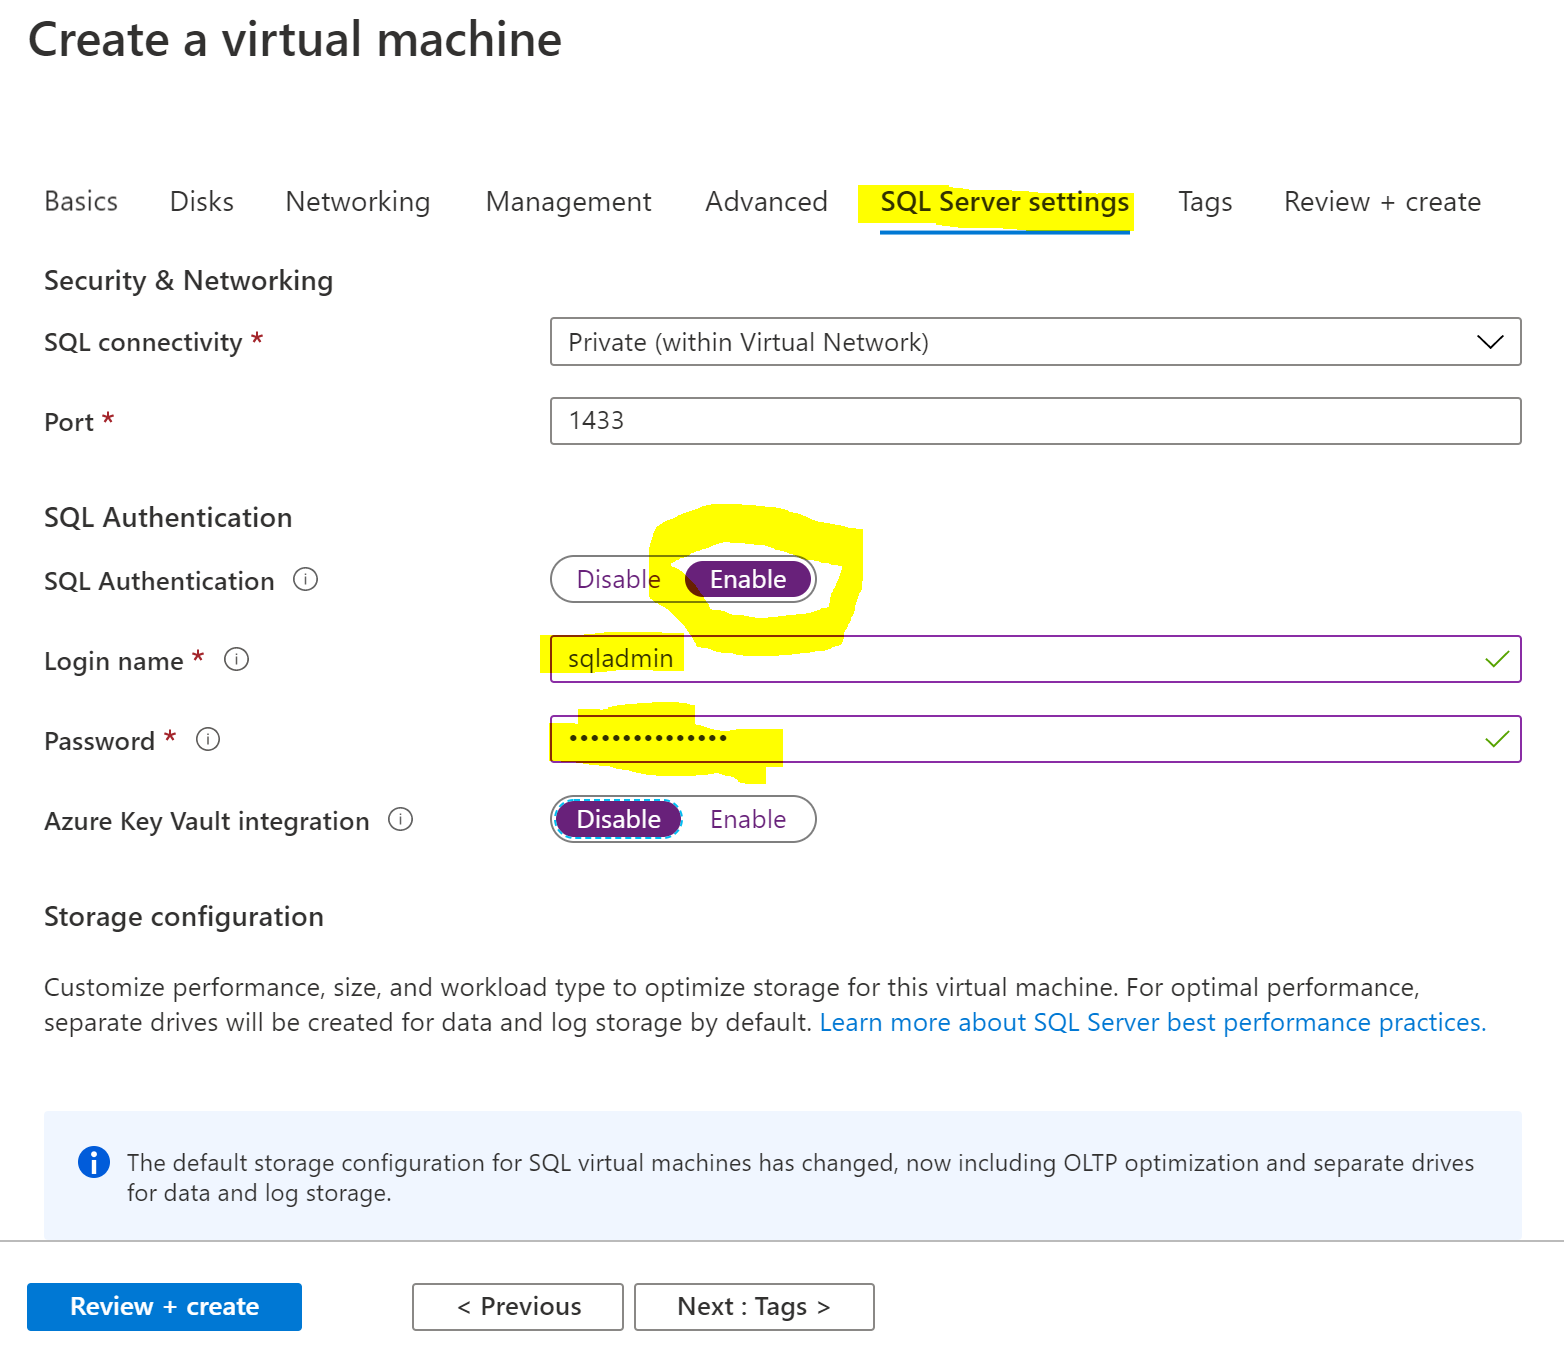 Create a virtual machine
Basics Disks Networking Management Advanced SQL Server settings Tags Review + create
Security & Networking
SQL connectivity * Private (within Virtual Network)
Port * 1433
SQL Authentication
SQL Authentication Disable Enable
Login name * sqladmin
Password * •••••••••••••••
Azure Key Vault integration Disable Enable
Storage configuration
Customize performance, size, and workload type to optimize storage for this virtual machine. For optimal performance,
separate drives will be created for data and log storage by default. Learn more about SQL Server best performance practices.
The default storage configuration for SQL virtual machines has changed, now including OLTP optimization and separate drives
for data and log storage.
Review + create < Previous Next : Tags >